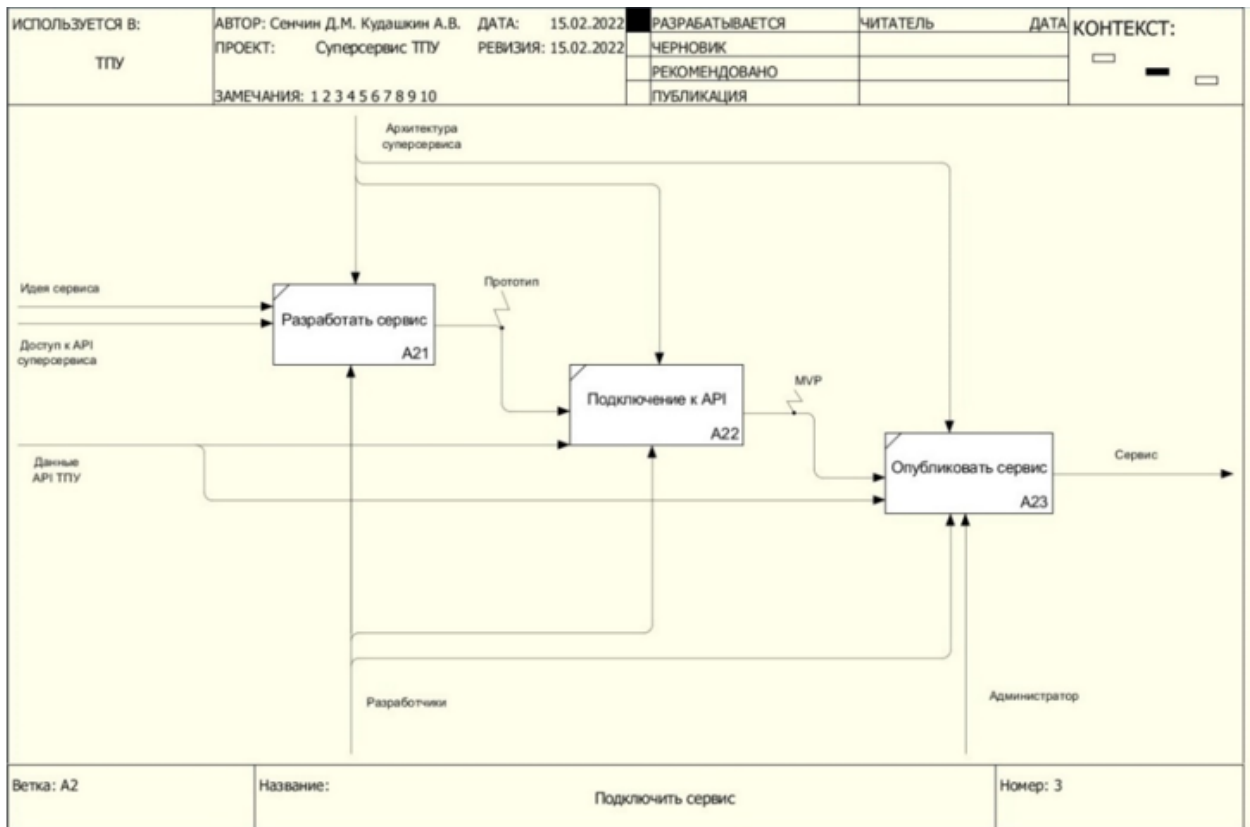 ИСПОЛЬЗУЕТСЯ В:
ТПУ
АВТОР: Сенчин Д.М. Кудашкин А.В. ДАТА: 15.02.2022
ПРОЕКТ: Суперсервис ТПУ РЕВИЗИЯ: 15.02.2022
ЗАМЕЧАНИЯ: 1 2 3 4 5 6 7 8 9 10
РАЗРАБАТЫВАЕТСЯ
ЧЕРНОВИК
РЕКОМЕНДОВАНО
ПУБЛИКАЦИЯ
ЧИТАТЕЛЬ ДАТА
КОНТЕКСТ:
Архитектура
суперсервиса
Идея сервиса
Доступ к API
суперсервиса
Разработать сервис
A21
Прототип
Подключение к API
A22
MVP
Данные
API ТПУ
Опубликовать сервис
A23
Сервис
Разработчики
Администратор
Ветка: A2
Название:
Подключить сервис
Номер: 3